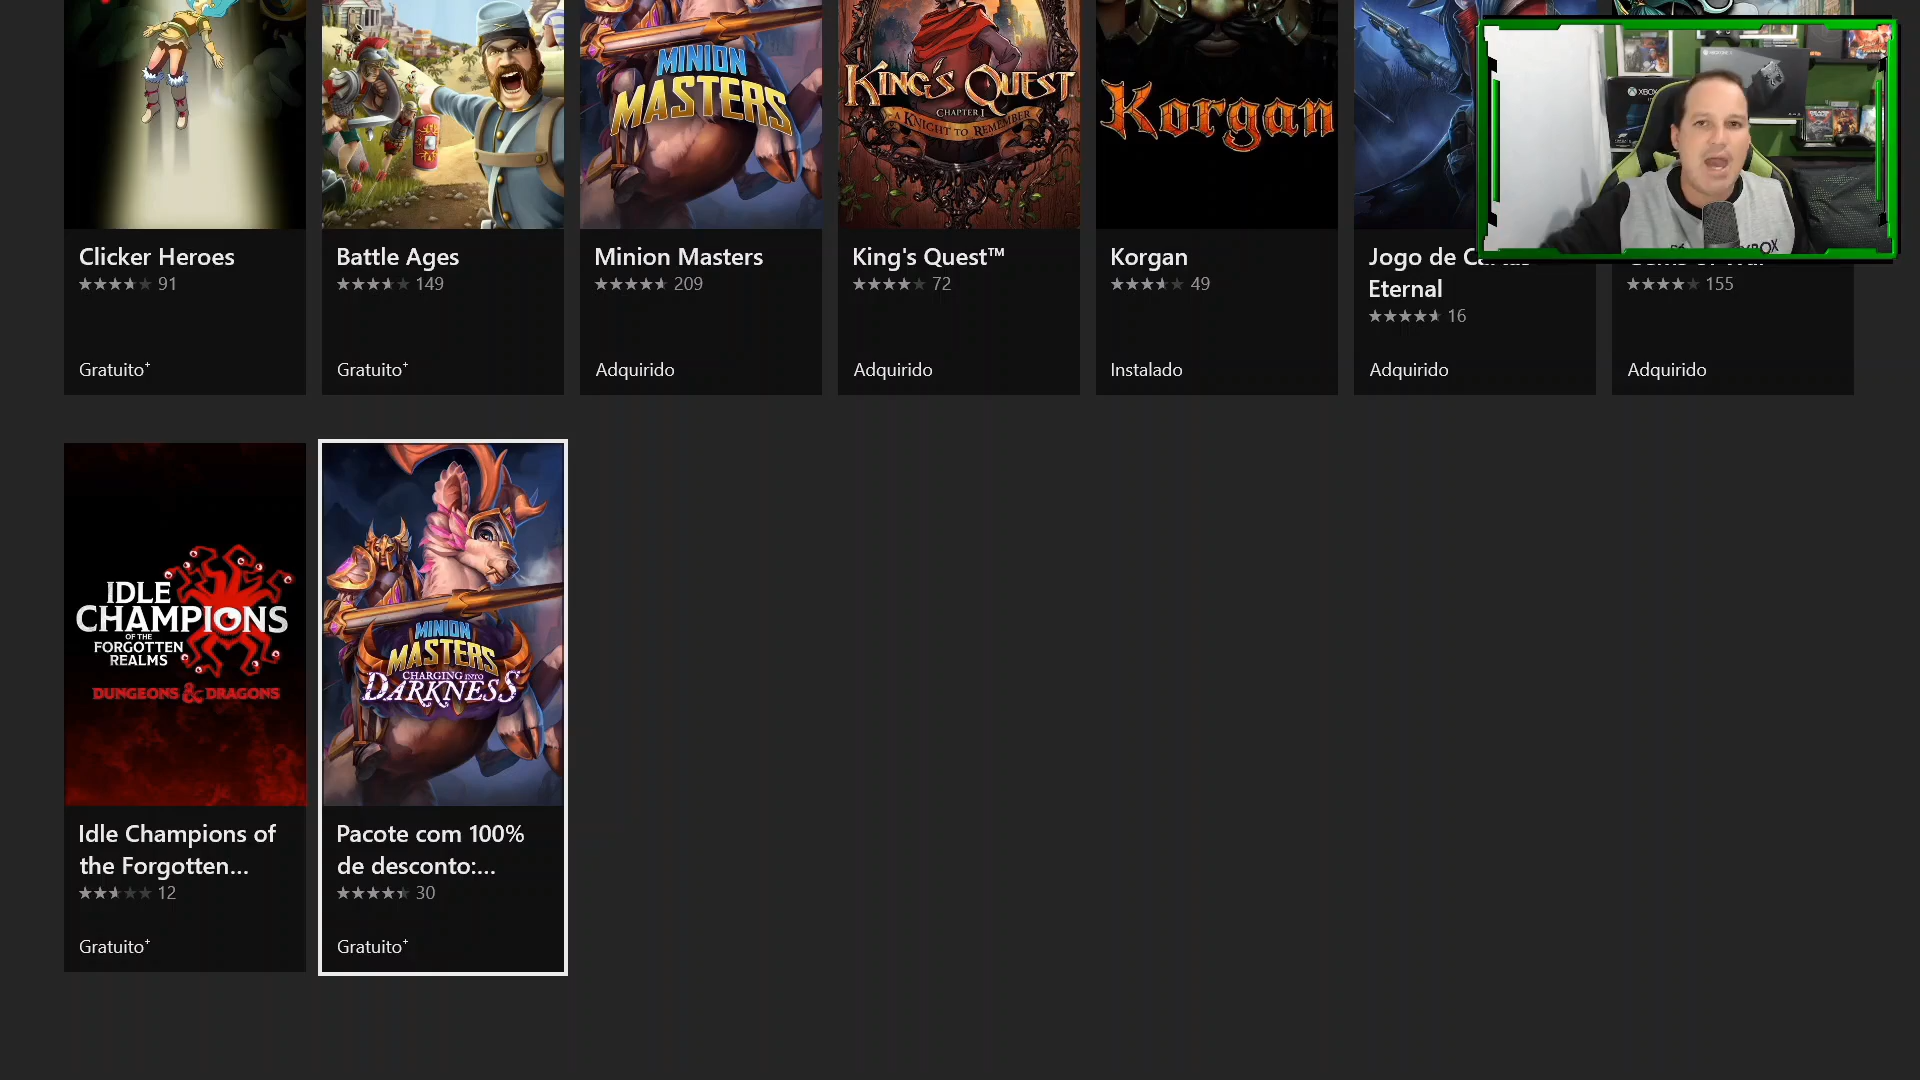 MINION
MASTERS
KING'S QUEST
CHAPTER I
A KNIGHT TO REMEMBER
Korgan
XBOX
Clicker Heroes
91
Gratuito+
Battle Ages
149
Gratuito+
Minion Masters
209
Adquirido
King's Quest™
72
Adquirido
Korgan
49
Instalado
Jogo de
Eternal
16
Adquirido
155
Adquirido
IDLE
CHAMPIONS
OF THE
FORGOTTEN
REALMS
DUNGEONS & DRAGONS
Idle Champions of
the Forgotten...
12
Gratuito+
MINION
MASTERS
CHARGING INTO
DARKNESS
Pacote com 100%
de desconto:...
30
Gratuito+